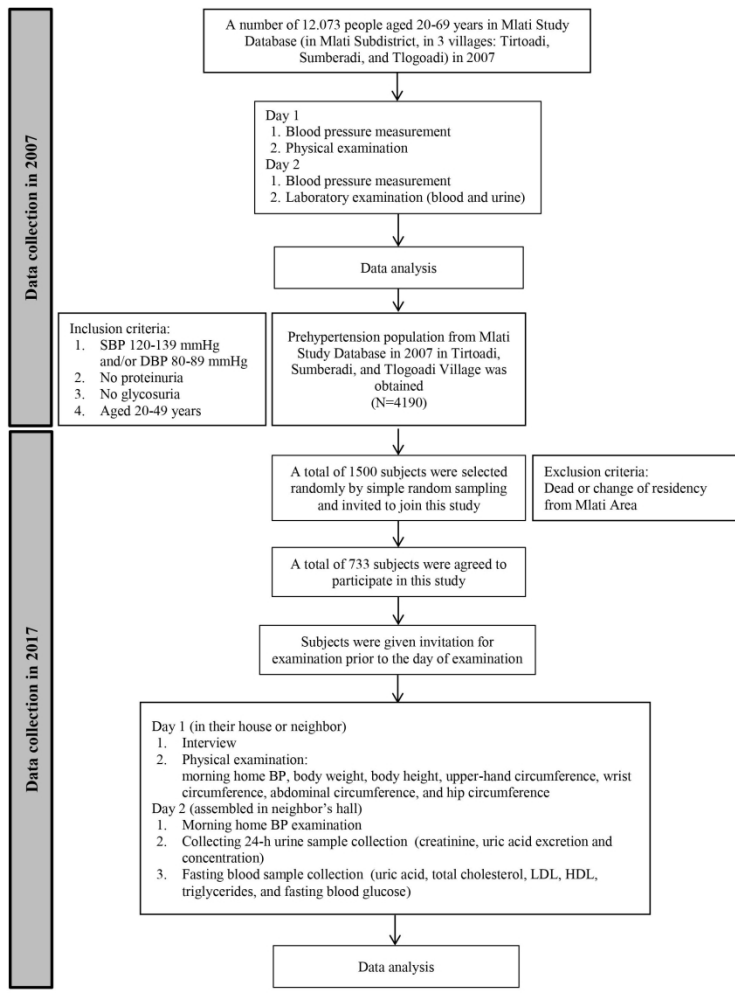 Data collection in 2007
A number of 12.073 people aged 20-69 years in Mlati Study
Database (in Mlati Subdistrict, in 3 villages: Tirtoadi,
Sumberadi, and Tlogoadi) in 2007
Day 1
1. Blood pressure measurement
2. Physical examination
Day 2
1. Blood pressure measurement
2. Laboratory examination (blood and urine)
Data analysis
Inclusion criteria:
1. SBP 120-139 mmHg
and/or DBP 80-89 mmHg
2. No proteinuria
3. No glycosuria
4. Aged 20-49 years
Prehypertension population from Mlati
Study Database in 2007 in Tirtoadi,
Sumberadi, and Tlogoadi Village was
obtained
(N=4190)
Data collection in 2017
A total of 1500 subjects were selected
randomly by simple random sampling
and invited to join this study
Exclusion criteria:
Dead or change of residency
from Mlati Area
A total of 733 subjects were agreed to
participate in this study
Subjects were given invitation for
examination prior to the day of examination
Day 1 (in their house or neighbor)
1. Interview
2. Physical examination:
morning home BP, body weight, body height, upper-hand circumference, wrist
circumference, abdominal circumference, and hip circumference
Day 2 (assembled in neighbor's hall)
1. Morning home BP examination
2. Collecting 24-h urine sample collection (creatinine, uric acid excretion and
concentration)
3. Fasting blood sample collection (uric acid, total cholesterol, LDL, HDL,
triglycerides, and fasting blood glucose)
Data analysis